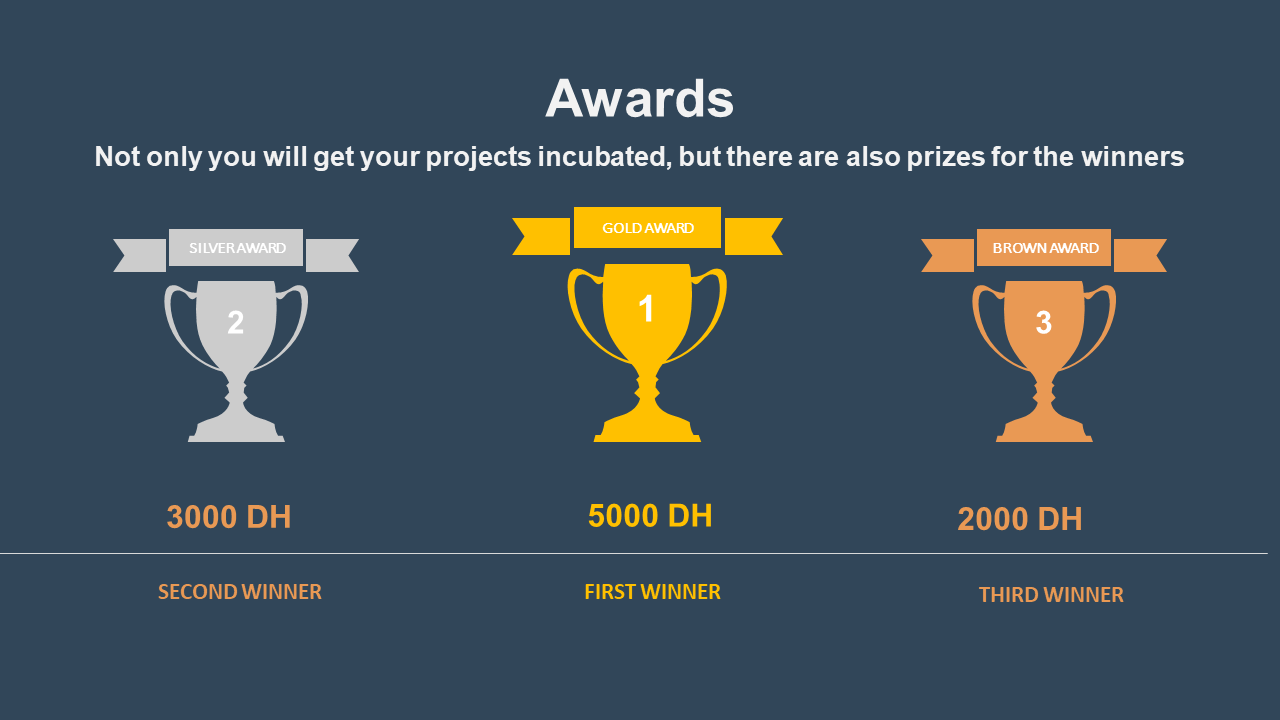 Awards
Not only you will get your projects incubated, but there are also prizes for the winners
SILVER AWARD
GOLD AWARD
BROWN AWARD
2
1
3
3000 DH
5000 DH
2000 DH
SECOND WINNER
FIRST WINNER
THIRD WINNER